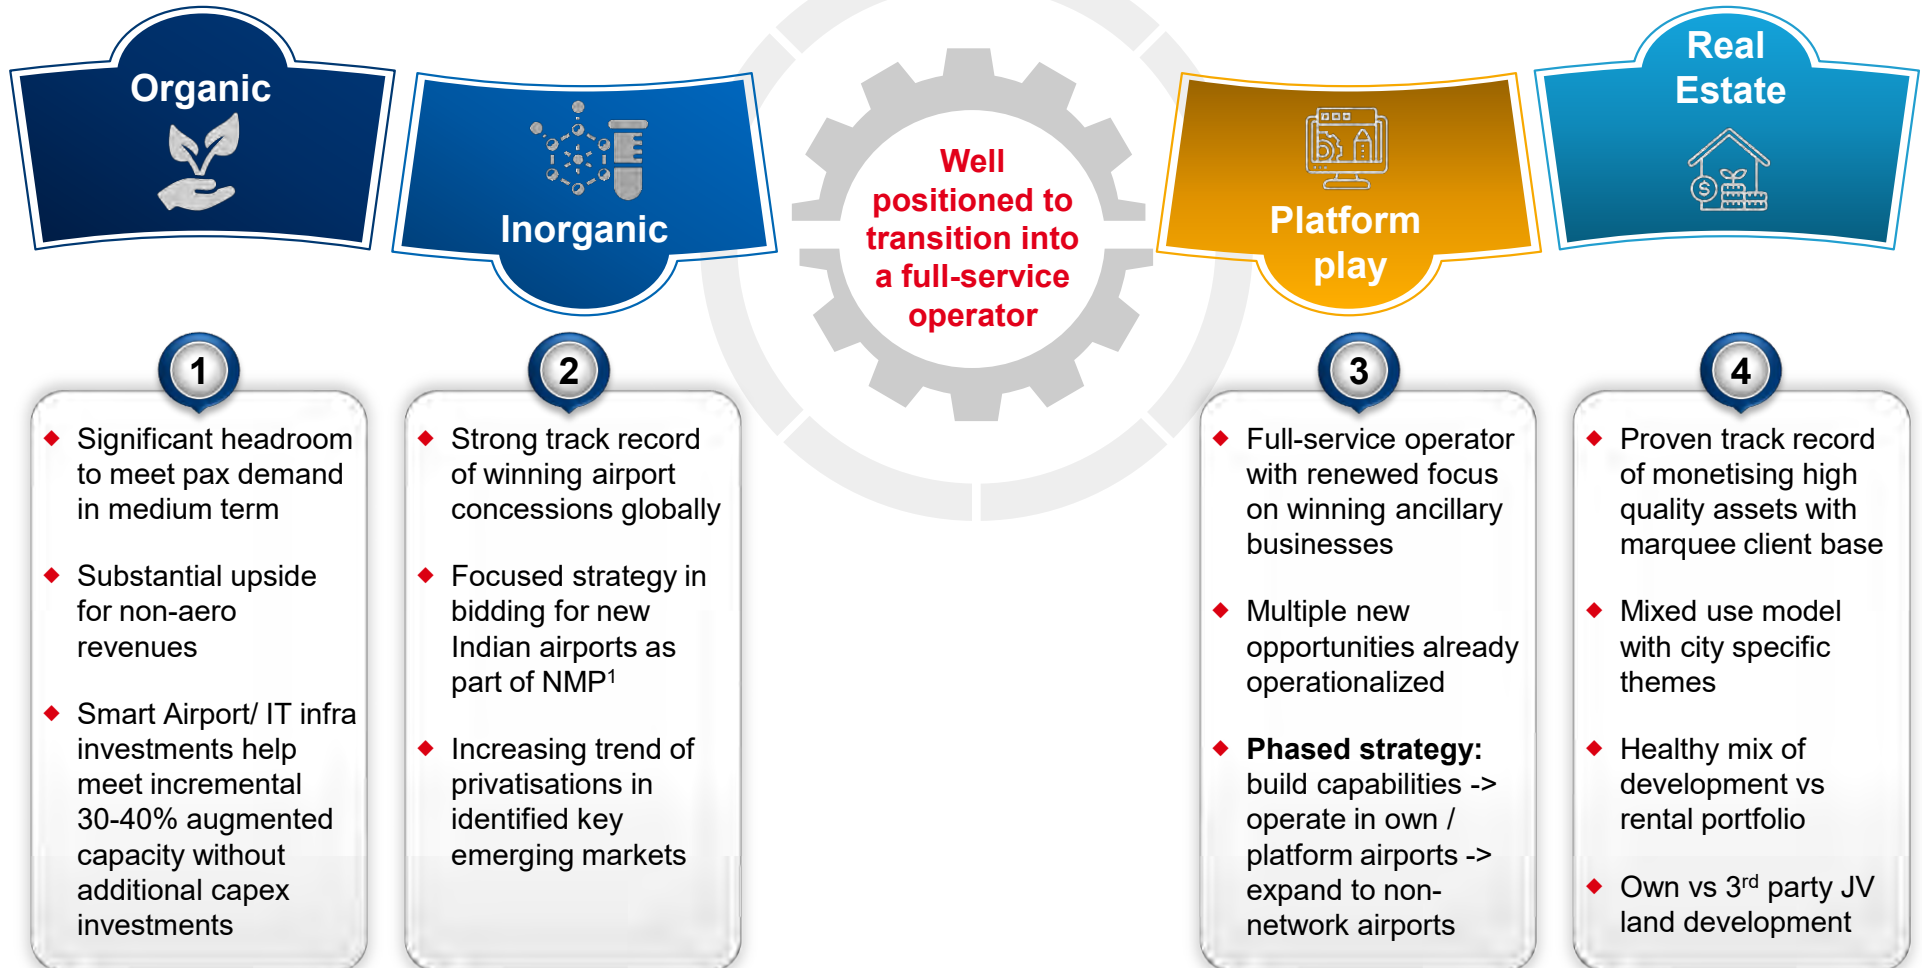 Organic
Inorganic
Well
positioned to
transition into
a full-service
operator
Platform
play
Real
Estate
1
Significant headroom
to meet pax demand
in medium term
Substantial upside
for non-aero
revenues
Smart Airport/ IT infra
investments help
meet incremental
30-40% augmented
capacity without
additional capex
investments
2
Strong track record
of winning airport
concessions globally
Focused strategy in
bidding for new
Indian airports as
part of NMP¹
Increasing trend of
privatisations in
identified key
emerging markets
3
Full-service operator
with renewed focus
on winning ancillary
businesses
Multiple new
opportunities already
operationalized
Phased strategy:
build capabilities ->
operate in own /
platform airports ->
expand to non-
network airports
4
Proven track record
of monetising high
quality assets with
marquee client base
Mixed use model
with city specific
themes
Healthy mix of
development vs
rental portfolio
Own vs 3rd party JV
land development